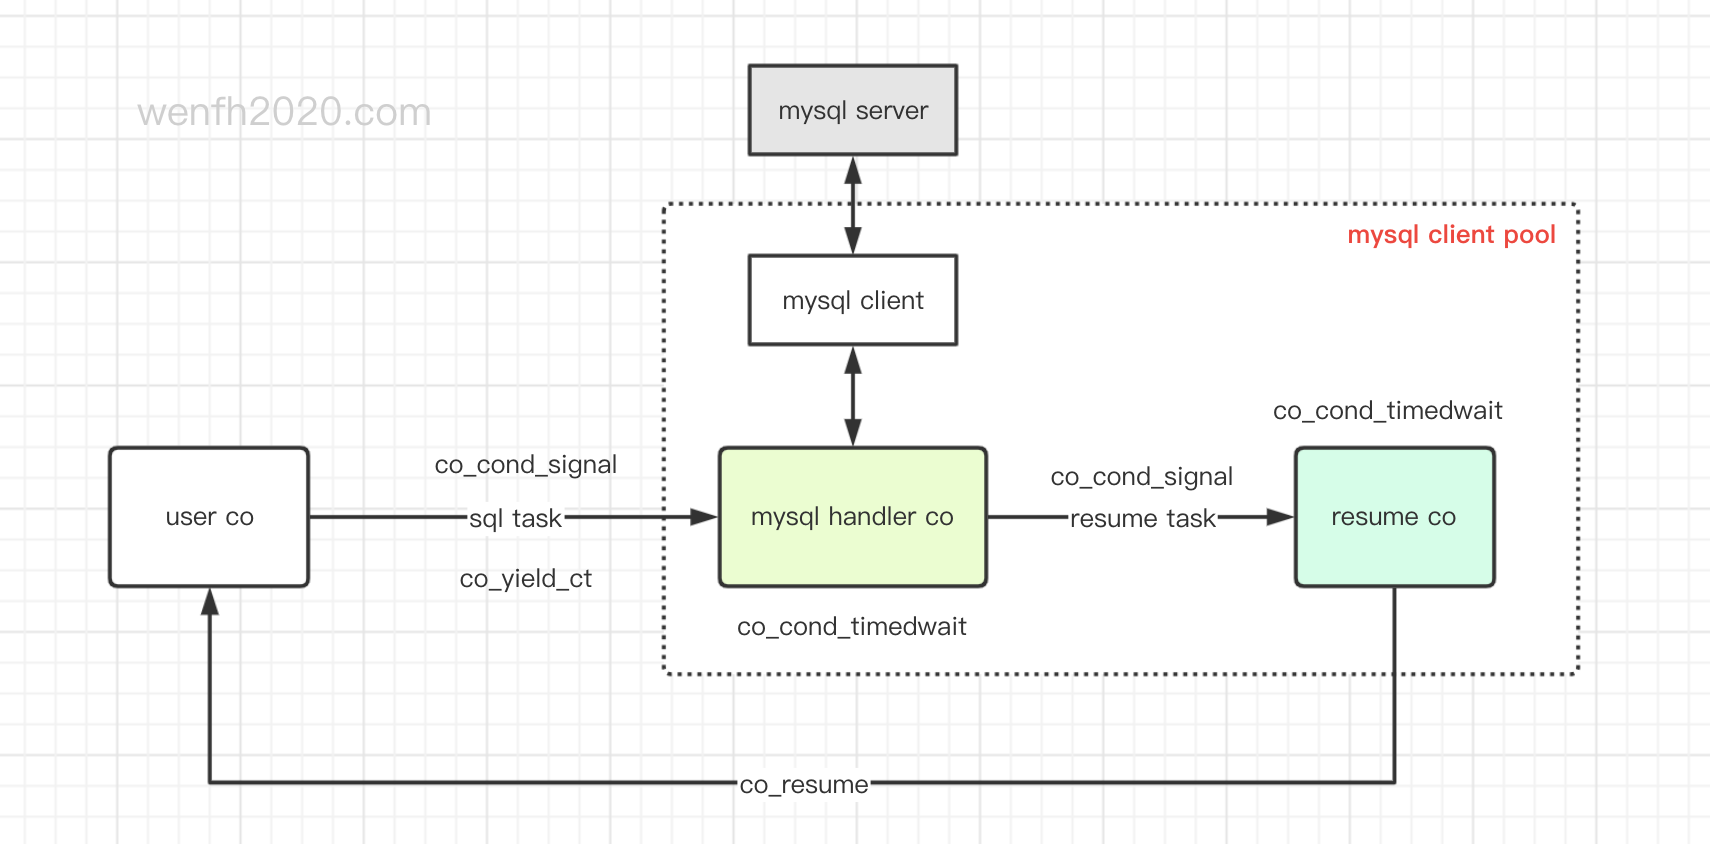 wenfh2020.com
mysql server
mysql client pool
mysql client
co_cond_timedwait
co_cond_signal
co_cond_signal
user co
sql task
mysql handler co
resume task
resume co
co_yield_ct
co_cond_timedwait
co_resume